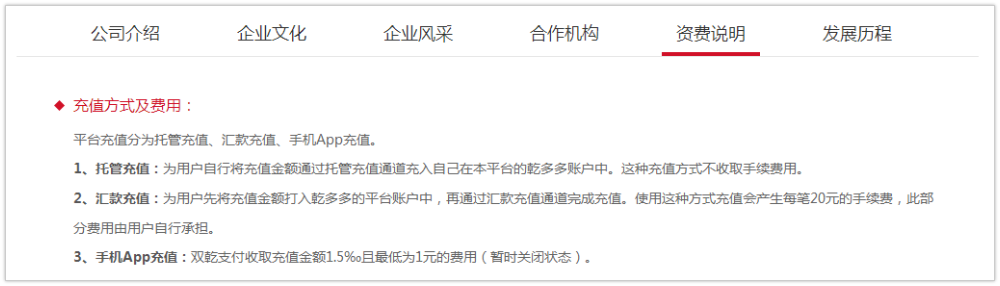 公司介绍 企业文化 企业风采 合作机构 资费说明 发展历程
充值方式及费用：
平台充值分为托管充值、汇款充值、手机App充值。
1、托管充值：为用户自行将充值金额通过托管充值通道充入自己在本平台的乾多多账户中。这种充值方式不收取手续费用。
2、汇款充值：为用户先将充值金额打入乾多多的平台账户中，再通过汇款充值通道完成充值。使用这种方式充值会产生每笔20元的手续费，此部
分费用由用户自行承担。
3、手机App充值：双乾支付收取充值金额1.5‰且最低为1元的费用（暂时关闭状态）。